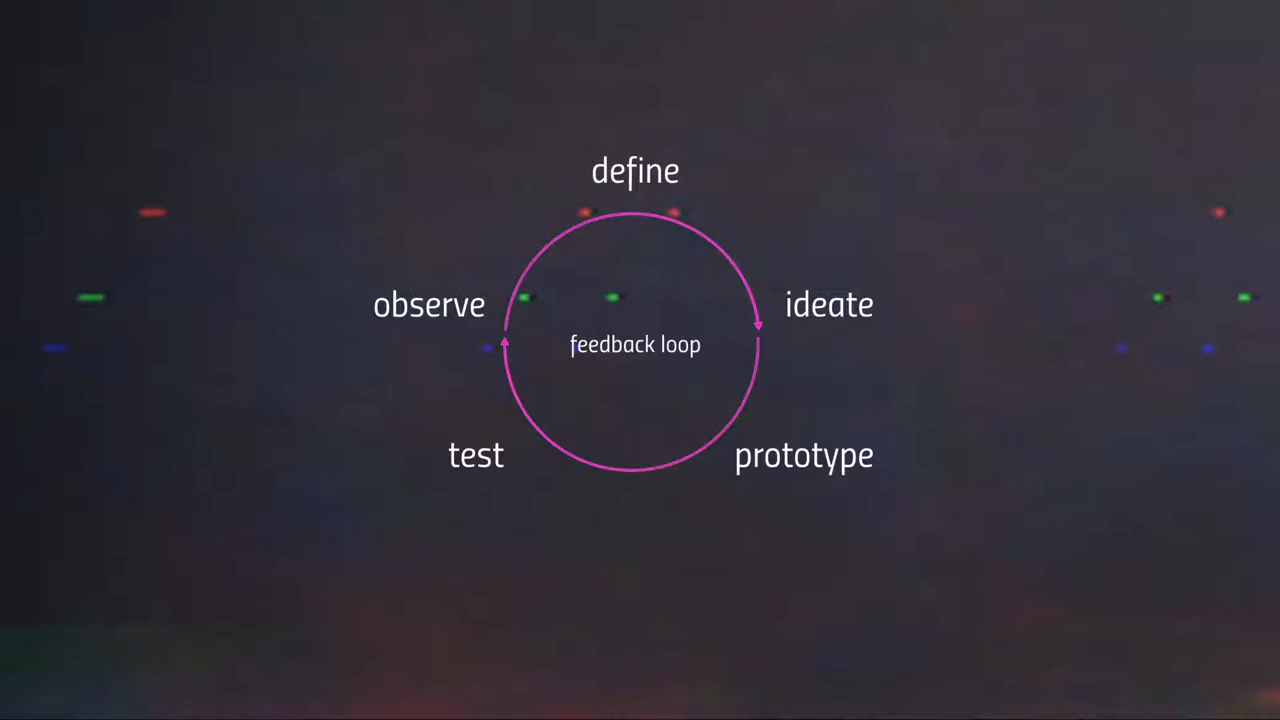 define
observe
ideate
feedback loop
test
prototype